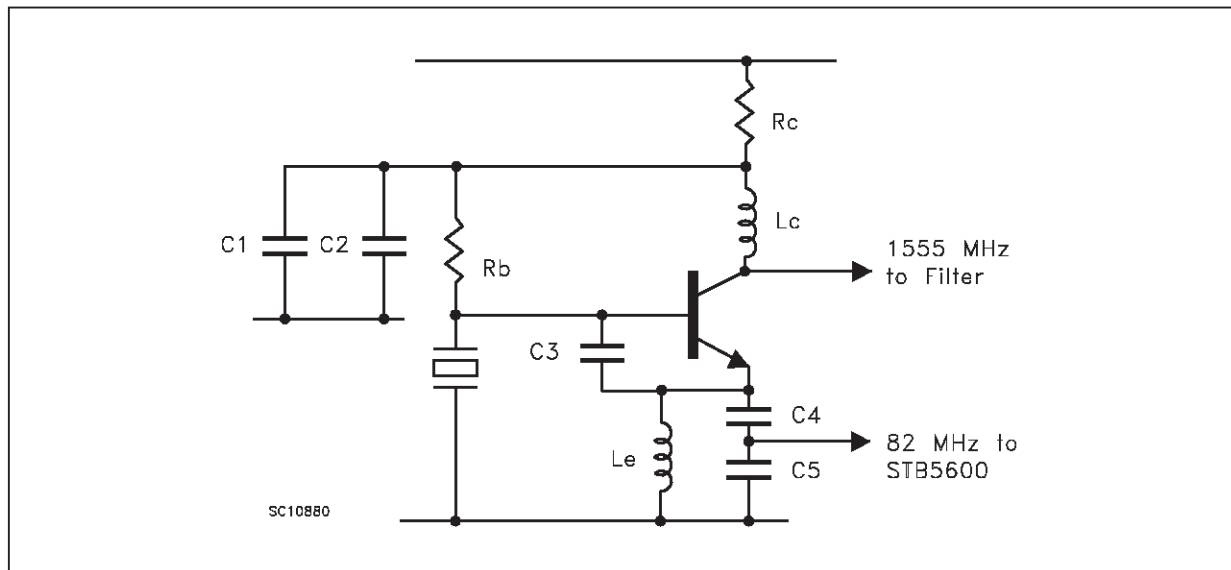 Rc
Lc
C1
C2
Rb
1555 MHz
to Filter
C3
C4
Le
82 MHz to
STB5600
C5
SC10880